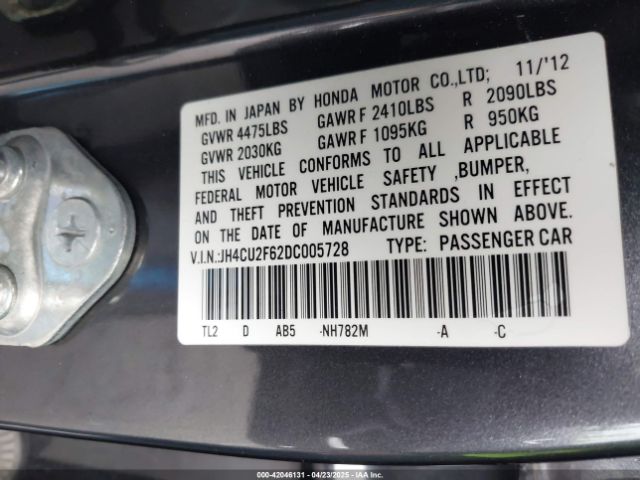 MFD. IN JAPAN BY HONDA MOTOR CO.,LTD; 11/'12
GVWR 4475LBS GAWR F 2410LBS R 2090LBS
GVWR 2030KG GAWR F 1095KG R 950KG
THIS VEHICLE CONFORMS TO ALL APPLICABLE
FEDERAL MOTOR VEHICLE SAFETY ,BUMPER,
AND THEFT PREVENTION STANDARDS IN EFFECT
ON THE DATE OF MANUFACTURE SHOWN ABOVE.
V.I.N.:JH4CU2F62DC005728 TYPE: PASSENGER CAR
TL2 D AB5 -NH782M -A -C
000-42046131 - 04/23/2025 - IAAI.COM